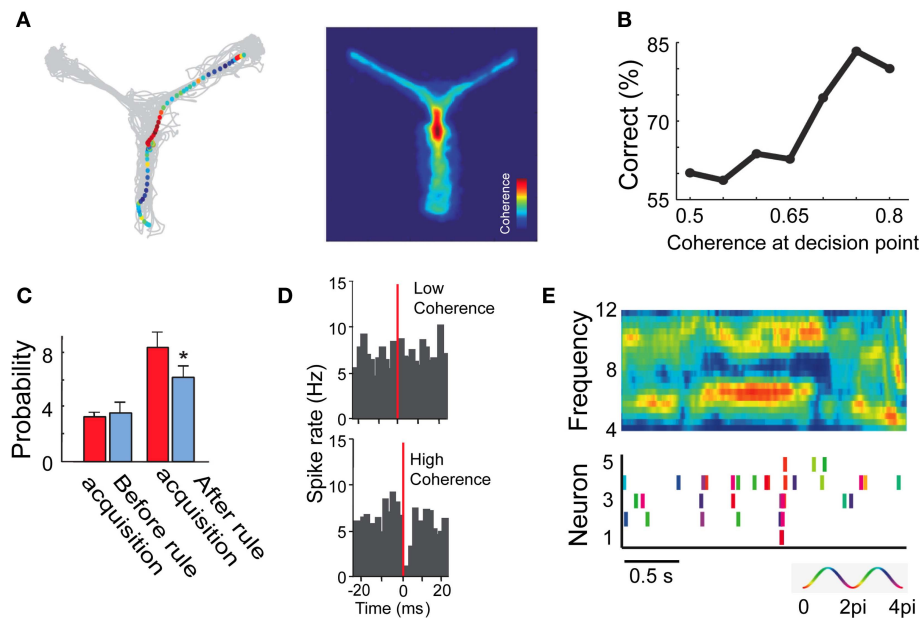 A
Coherence
B
Correct (%)
85
70
55
0.5
0.65
0.8
Coherence at decision point
C
Probability
8
4
0
Before rule
acquisition
After rule
acquisition
*
D
Spike rate (Hz)
15
10
5
0
Low
Coherence
15
10
5
0
High
Coherence
-20
0
20
Time (ms)
E
Frequency
12
8
4
Neuron
5
3
1
0.5 s
0
2pi
4pi